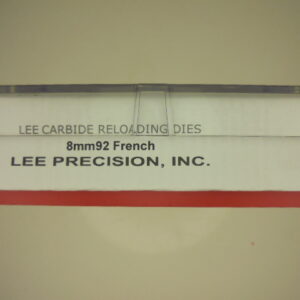 LEE CARBIDE RELOADING DIES
8mm92 French
LEE PRECISION, INC.